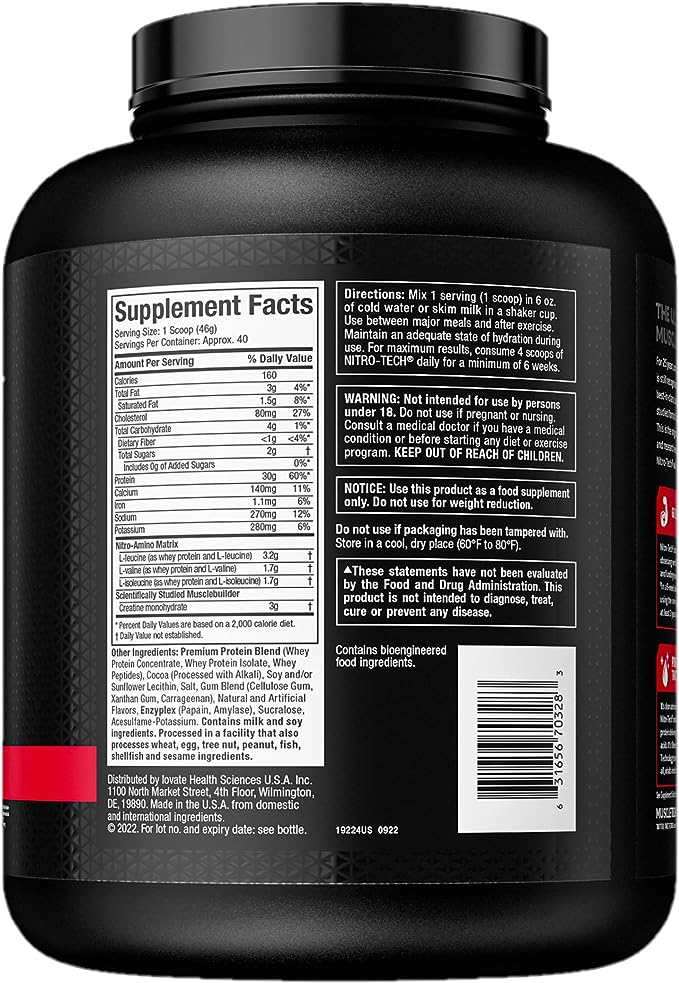 Supplement Facts
Serving Size: 1 Scoop (46g)
Servings Per Container: Approx. 40
Amount Per Serving % Daily Value
Calories 160
Total Fat 3g 4%*
Saturated Fat 1.5g 8%*
Cholesterol 80mg 27%
Total Carbohydrate 4g 1%*
Dietary Fiber <1g <4%*
Total Sugars 2g †
Includes 0g of Added Sugars 0%*
Protein 30g 60%*
Calcium 140mg 11%
Iron 1.1mg 6%
Sodium 270mg 12%
Potassium 280mg 6%
Nitro-Amino Matrix
L-leucine (as whey protein and L-leucine) 3.2g †
L-valine (as whey protein and L-valine) 1.7g †
L-isoleucine (as whey protein and L-isoleucine) 1.7g †
Scientifically Studied Musclebuilder
Creatine monohydrate 3g †
* Percent Daily Values are based on a 2,000 calorie diet.
† Daily Value not established.
Other Ingredients: Premium Protein Blend (Whey
Protein Concentrate, Whey Protein Isolate, Whey
Peptides), Cocoa (Processed with Alkali), Soy and/or
Sunflower Lecithin, Salt, Gum Blend (Cellulose Gum,
Xanthan Gum, Carrageenan), Natural and Artificial
Flavors, Enzyplex (Papain, Amylase), Sucralose,
Acesulfame-Potassium. Contains milk and soy
ingredients. Processed in a facility that also
processes wheat, egg, tree nut, peanut, fish,
shellfish and sesame ingredients.
Distributed by Iovate Health Sciences U.S.A. Inc.
1100 North Market Street, 4th Floor, Wilmington,
DE, 19890. Made in the U.S.A. from domestic
and international ingredients.
© 2022. For lot no. and expiry date: see bottle.
Directions: Mix 1 serving (1 scoop) in 6 oz.
of cold water or skim milk in a shaker cup.
Use between major meals and after exercise.
Maintain an adequate state of hydration during
use. For maximum results, consume 4 scoops of
NITRO-TECH® daily for a minimum of 6 weeks.
WARNING: Not intended for use by persons
under 18. Do not use if pregnant or nursing.
Consult a medical doctor if you have a medical
condition or before starting any diet or exercise
program. KEEP OUT OF REACH OF CHILDREN.
NOTICE: Use this product as a food supplement
only. Do not use for weight reduction.
Do not use if packaging has been tampered with.
Store in a cool, dry place (60°F to 80°F).
▲These statements have not been evaluated
by the Food and Drug Administration. This
product is not intended to diagnose, treat,
cure or prevent any disease.
Contains bioengineered
food ingredients.
6 31656 70328 3
19224US 0922